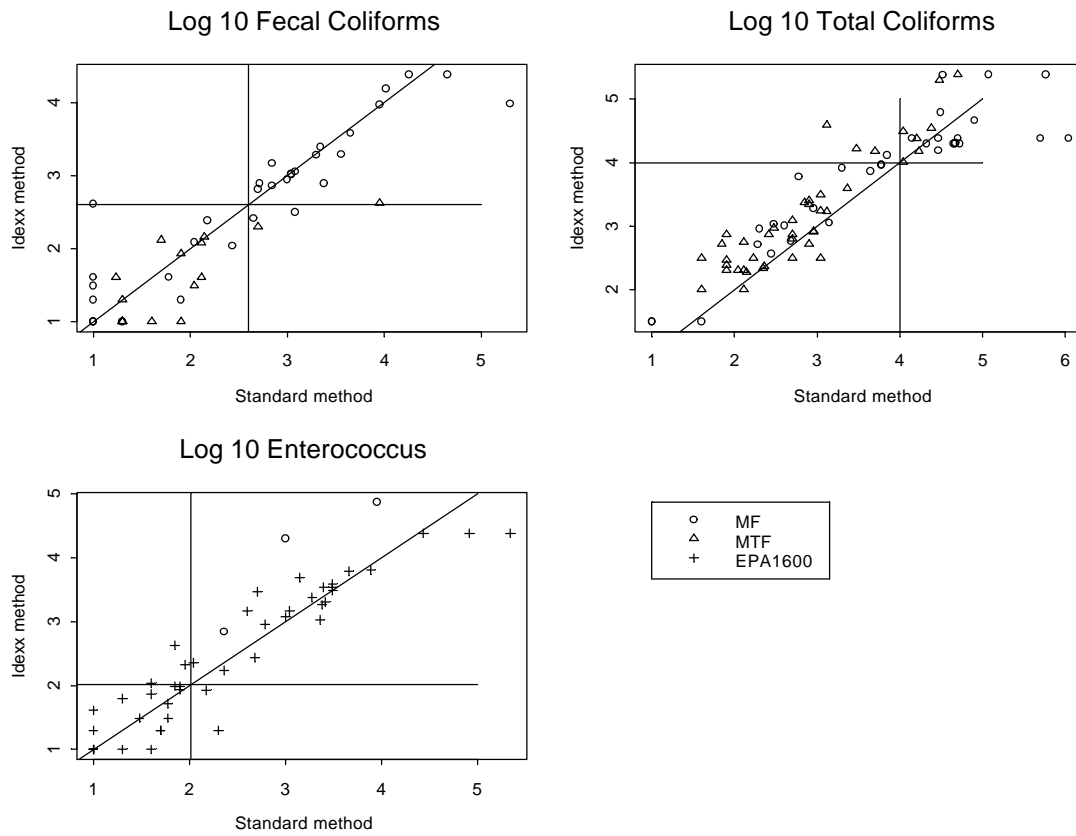 Log 10 Fecal Coliforms
Idexx method
4
3
2
1
1 2 3 4 5
Standard method
Log 10 Total Coliforms
Idexx method
5
4
3
2
1 2 3 4 5 6
Standard method
Log 10 Enterococcus
Idexx method
5
4
3
2
1
1 2 3 4 5
Standard method
MF
MTF
EPA1600